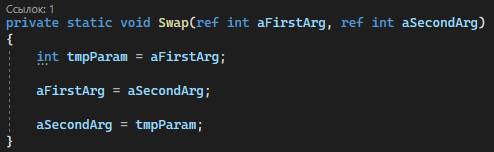 Ссылок: 1
private static void Swap(ref int aFirstArg, ref int aSecondArg)
{
int tmpParam = aFirstArg;
aFirstArg = aSecondArg;
aSecondArg = tmpParam;
}